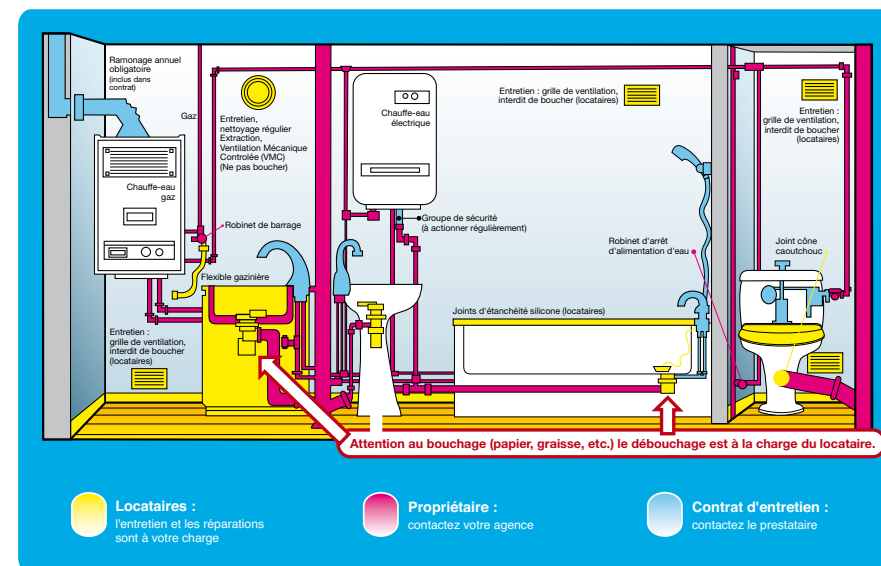 Ramonage annuel
obligatoire
(inclus dans
contrat)
Gaz
Entretien,
nettoyage régulier
Extraction,
Ventilation Mécanique
Controlée (VMC)
(Ne pas boucher)
Chauffe-eau
électrique
Entretien : grille de ventilation,
interdit de boucher (locataires)
Entretien :
grille de ventilation,
interdit de boucher
(locataires)
Chauffe-eau
gaz
Robinet de barrage
Groupe de sécurité
(à actionner régulièrement)
Robinet d'arrêt
d'alimentation d'eau
Joint cône
caoutchouc
Flexible gazinière
Joints d'étanchéité silicone (locataires)
Entretien :
grille de ventilation,
interdit de boucher
(locataires)
Attention au bouchage (papier, graisse, etc.) le débouchage est à la charge du locataire.
Locataires :
l'entretien et les réparations
sont à votre charge
Propriétaire :
contactez votre agence
Contrat d'entretien :
contactez le prestataire